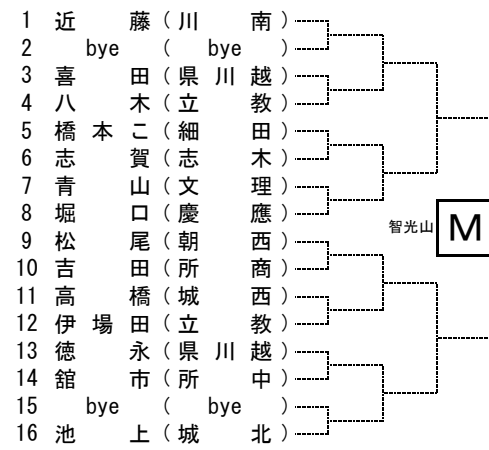 1 近 藤 ( 川 南 )
2 bye ( bye )
3 喜 田 ( 県 川 越 )
4 八 木 ( 立 教 )
5 橋 本 こ ( 細 田 )
6 志 賀 ( 志 木 )
7 青 山 ( 文 理 )
8 堀 口 ( 慶 應 )
智光山 M
9 松 尾 ( 朝 西 )
10 吉 田 ( 所 商 )
11 高 橋 ( 城 西 )
12 伊 場 田 ( 立 教 )
13 徳 永 ( 県 川 越 )
14 舘 市 ( 所 中 )
15 bye ( bye )
16 池 上 ( 城 北 )